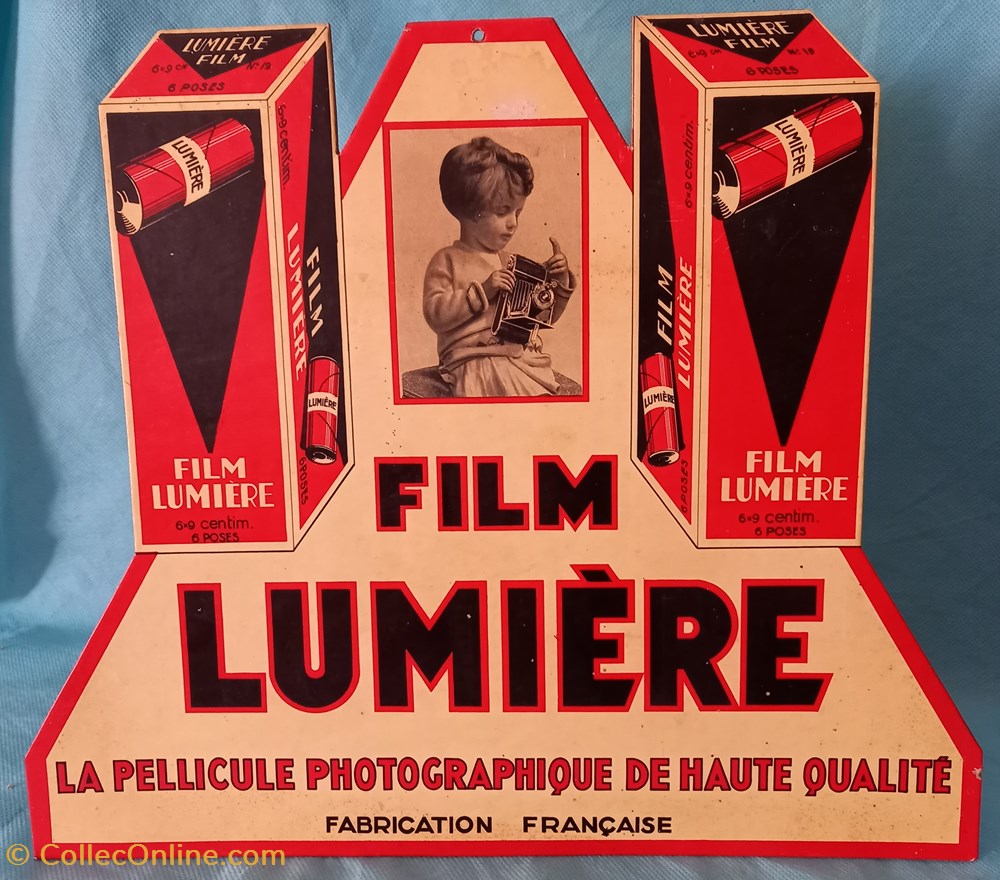 LUMIÈRE
FILM
6×9 cm Nº 12
6 POSES
LUMIÈRE
6×9 centim.
FILM
LUMIÈRE
LUMIÈRE
6 POSES
FILM
LUMIÈRE
6×9 centim.
6 POSES
LUMIÈRE
FILM
6×9 cm
6 POSES
LUMIÈRE
6×9 centim.
FILM
LUMIÈRE
LUMIÈRE
6 POSES
FILM
LUMIÈRE
6×9 centim.
6 POSES
FILM
LUMIÈRE
LA PELLICULE PHOTOGRAPHIQUE DE HAUTE QUALITÉ
FABRICATION FRANÇAISE
© CollecOnline.com